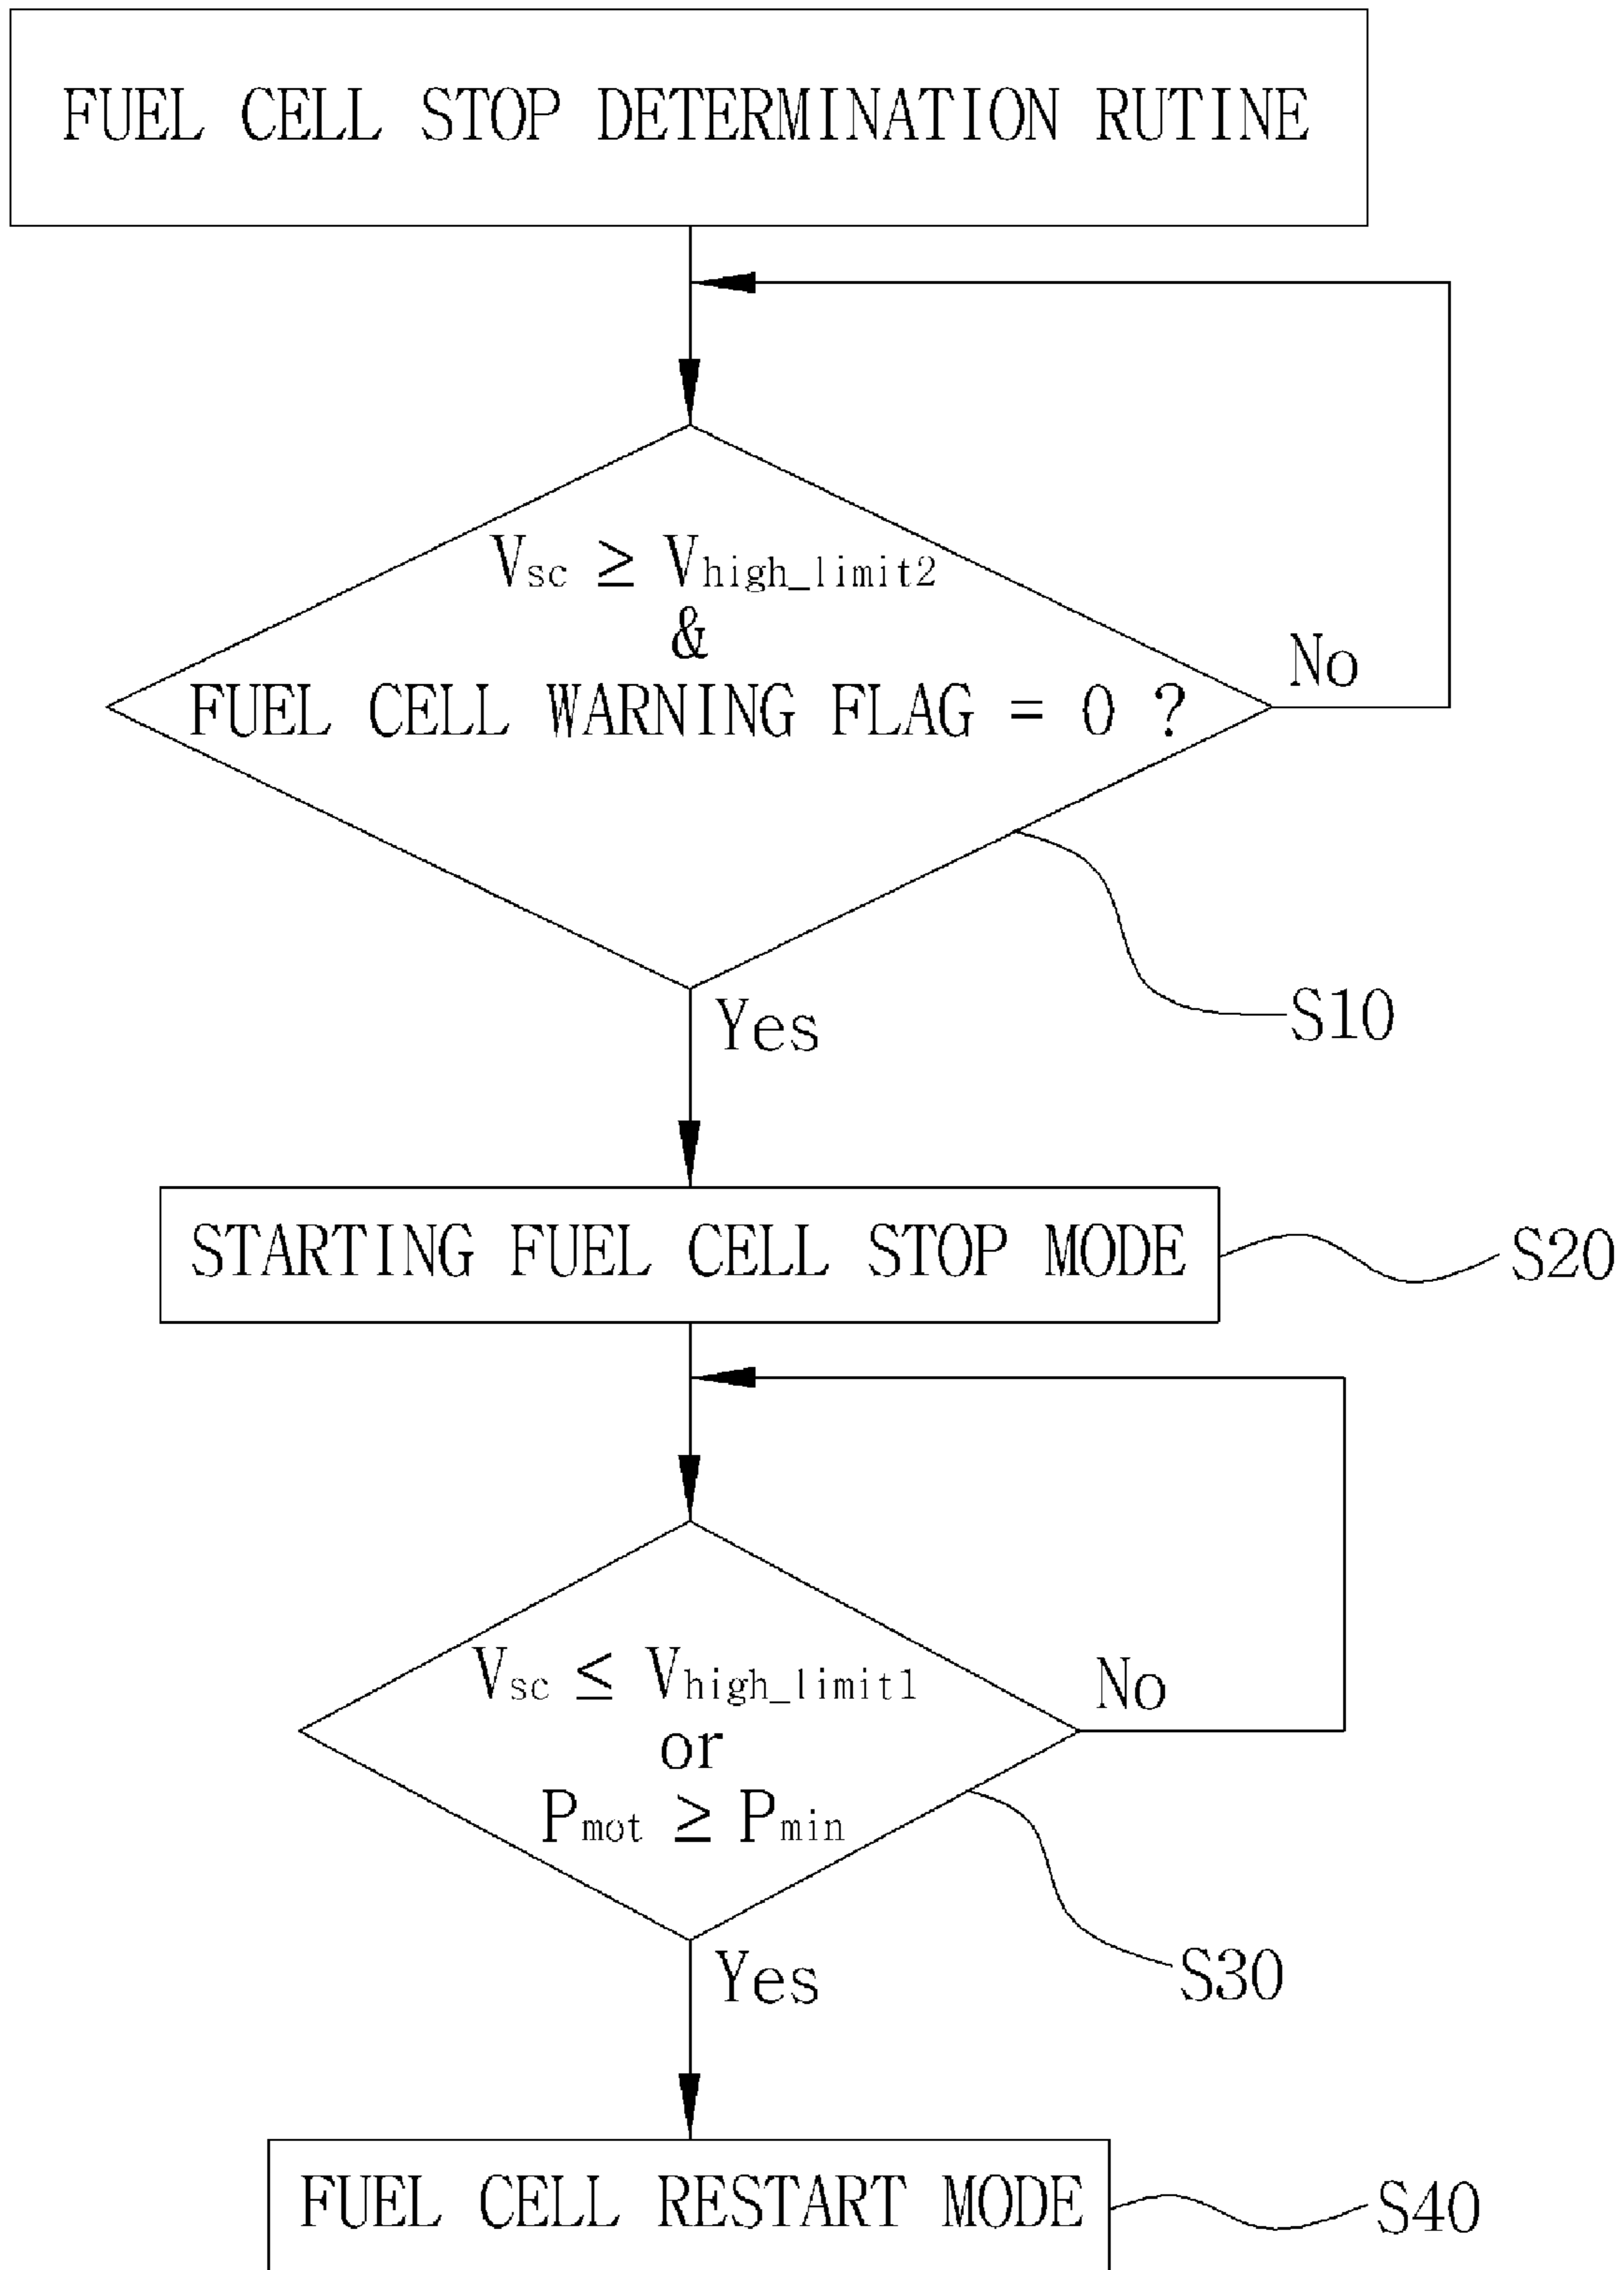 FUEL CELL STOP DETERMINATION RUTINE
Vsc ≥ Vhigh_limit2
&
FUEL CELL WARNING FLAG = 0 ?
No
Yes
S10
STARTING FUEL CELL STOP MODE
S20
Vsc ≤ Vhigh_limit1
or
Pmot ≥ Pmin
No
Yes
S30
FUEL CELL RESTART MODE
S40